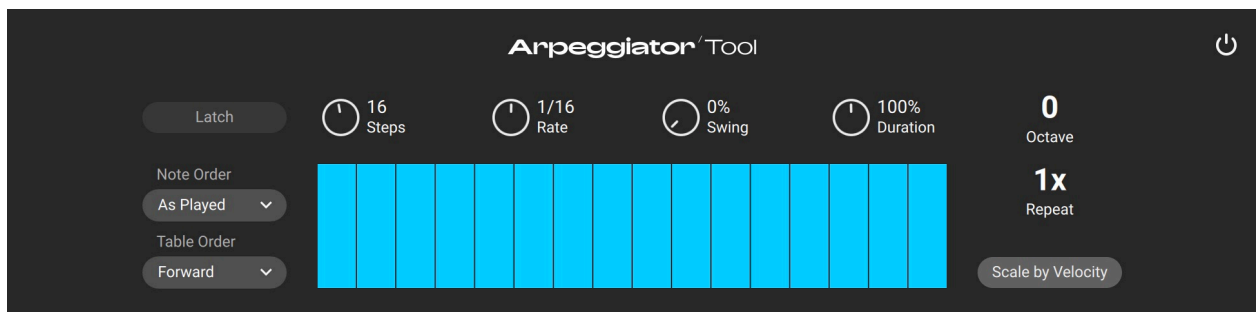 Arpeggiator/Tool
Latch
16
Steps
1/16
Rate
0%
Swing
100%
Duration
0
Octave
Note Order
As Played
1x
Repeat
Table Order
Forward
Scale by Velocity